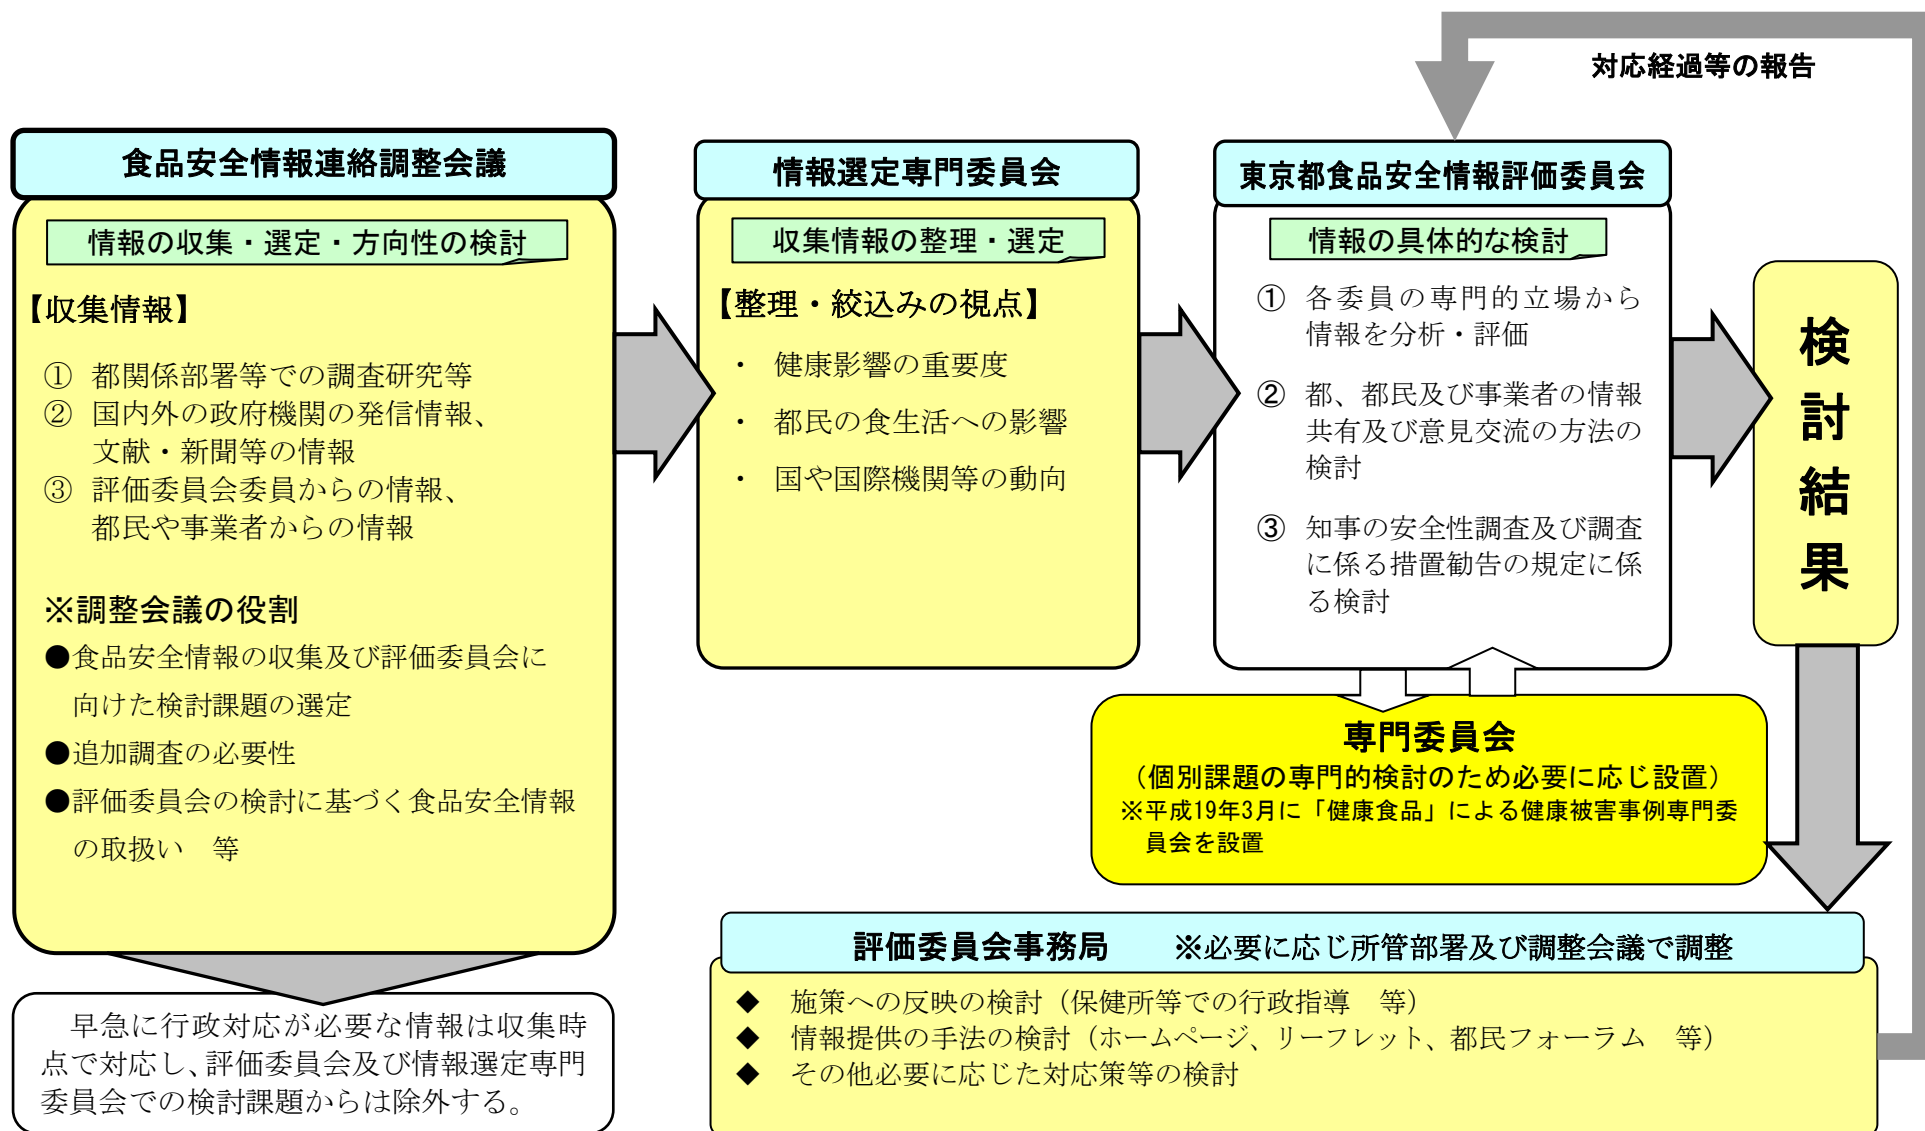 対応経過等の報告
食品安全情報連絡調整会議
情報の収集・選定・方向性の検討
【収集情報】
① 都関係部署等での調査研究等
② 国内外の政府機関の発信情報、
文献・新聞等の情報
③ 評価委員会委員からの情報、
都民や事業者からの情報
※調整会議の役割
●食品安全情報の収集及び評価委員会に
向けた検討課題の選定
●追加調査の必要性
●評価委員会の検討に基づく食品安全情報
の取扱い 等
早急に行政対応が必要な情報は収集時
点で対応し、評価委員会及び情報選定専門
委員会での検討課題からは除外する。
情報選定専門委員会
収集情報の整理・選定
【整理・絞込みの視点】
・ 健康影響の重要度
・ 都民の食生活への影響
・ 国や国際機関等の動向
東京都食品安全情報評価委員会
情報の具体的な検討
① 各委員の専門的立場から
情報を分析・評価
② 都、都民及び事業者の情報
共有及び意見交流の方法の
検討
③ 知事の安全性調査及び調査
に係る措置勧告の規定に係
る検討
専門委員会
（個別課題の専門的検討のため必要に応じ設置）
※平成19年3月に「健康食品」による健康被害事例専門委
員会を設置
検討結果
評価委員会事務局 ※必要に応じ所管部署及び調整会議で調整
◆ 施策への反映の検討（保健所等での行政指導 等）
◆ 情報提供の手法の検討（ホームページ、リーフレット、都民フォーラム 等）
◆ その他必要に応じた対応策等の検討